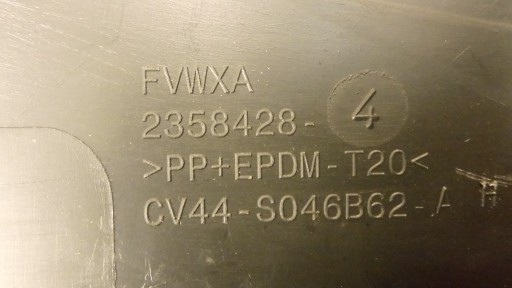 FVWXA
2358428-4
>PP+EPDM-T20<
CV44-S046B62-A